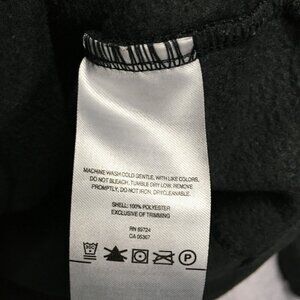 MACHINE WASH COLD GENTLE, WITH LIKE COLORS,
DO NOT BLEACH, TUMBLE DRY LOW, REMOVE
PROMPTLY, DO NOT IRON, DRYCLEANABLE.
SHELL: 100% POLYESTER
EXCLUSIVE OF TRIMMING
RN 69724
CA 05367
P